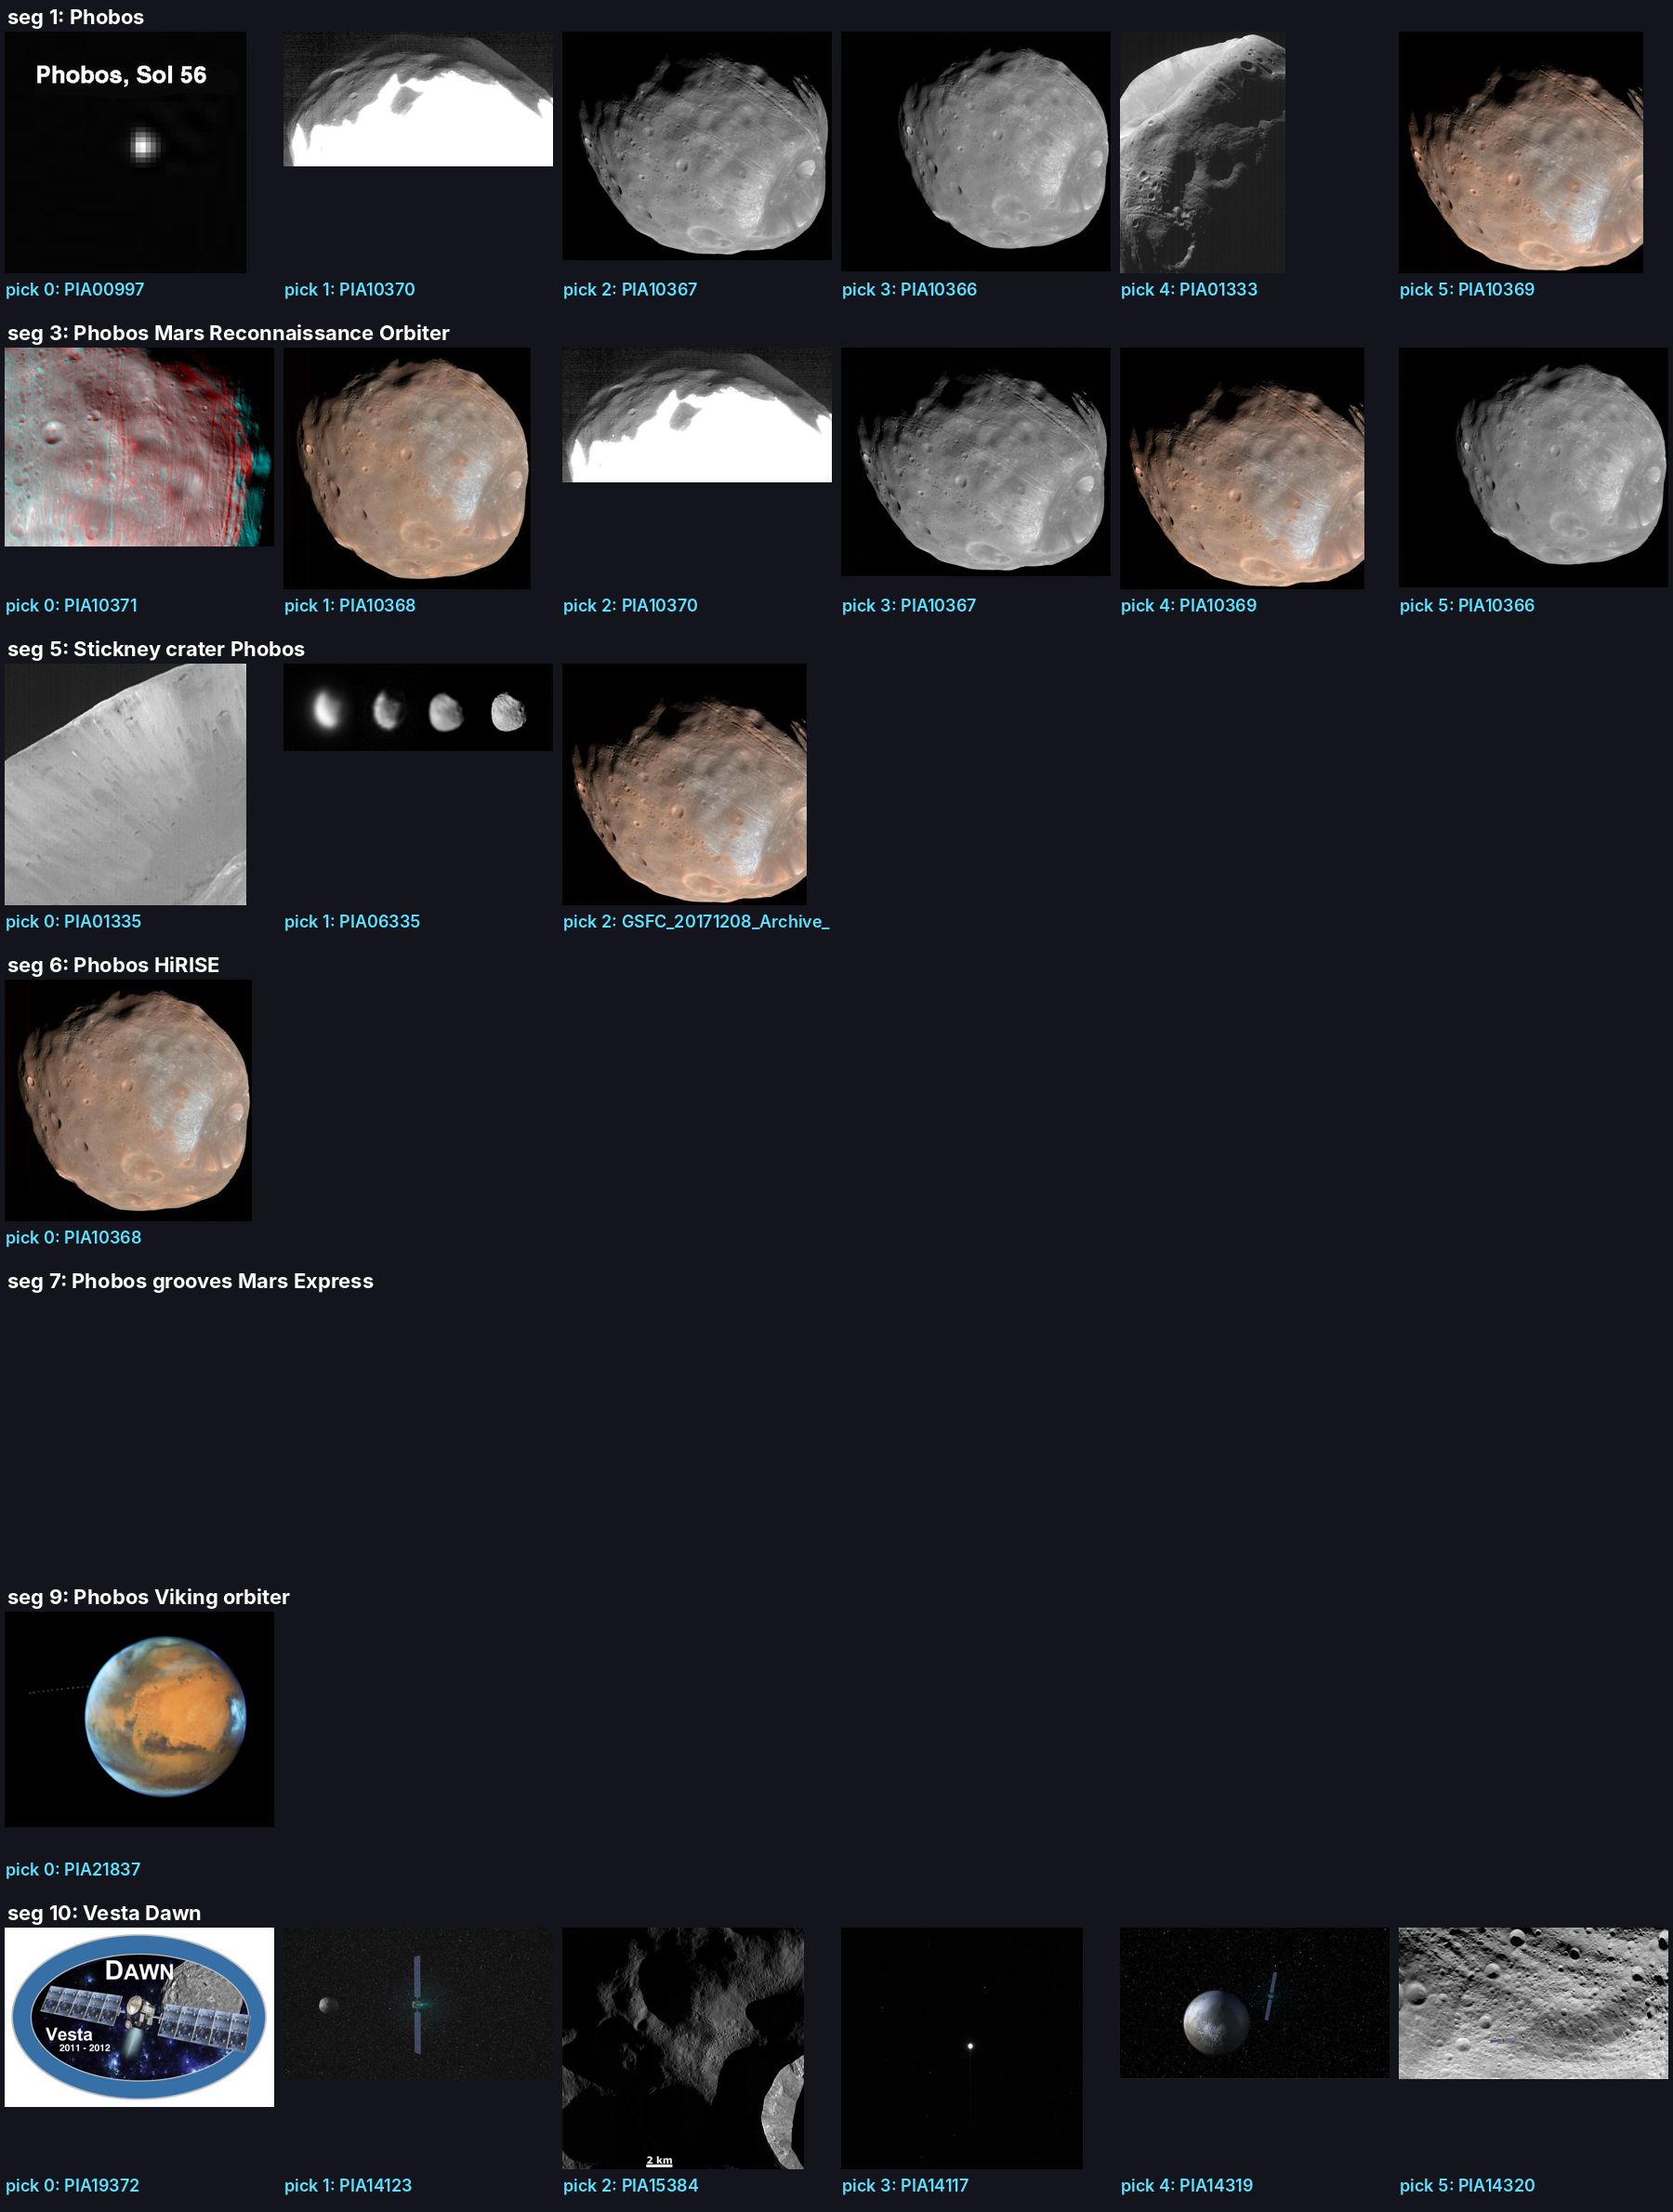 seg 1: Phobos
Phobos, Sol 56
pick 0: PIA00997
pick 1: PIA10370
pick 2: PIA10367
pick 3: PIA10366
pick 4: PIA01333
pick 5: PIA10369
seg 3: Phobos Mars Reconnaissance Orbiter
pick 0: PIA10371
pick 1: PIA10368
pick 2: PIA10370
pick 3: PIA10367
pick 4: PIA10369
pick 5: PIA10366
seg 5: Stickney crater Phobos
pick 0: PIA01335
pick 1: PIA06335
pick 2: GSFC_20171208_Archive_
seg 6: Phobos HiRISE
pick 0: PIA10368
seg 7: Phobos grooves Mars Express
seg 9: Phobos Viking orbiter
pick 0: PIA21837
seg 10: Vesta Dawn
DAWN
Vesta
2011 - 2012
2 km
pick 0: PIA19372
pick 1: PIA14123
pick 2: PIA15384
pick 3: PIA14117
pick 4: PIA14319
pick 5: PIA14320